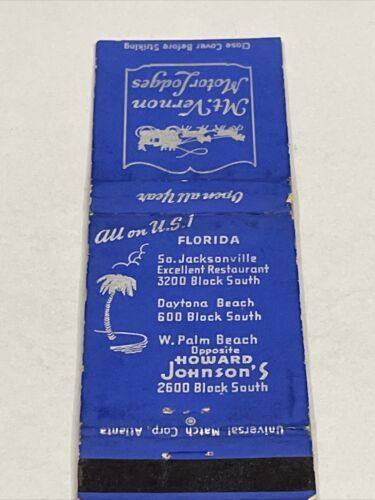 Close Cover Before Striking
Mt. Vernon
Motor Lodges
Open all Year
All on U.S. 1
FLORIDA
So. Jacksonville
Excellent Restaurant
3200 Block South
Daytona Beach
600 Block South
W. Palm Beach
Opposite
HOWARD
JOHNSON'S
2600 Block South
Universal Match Corp, Atlanta